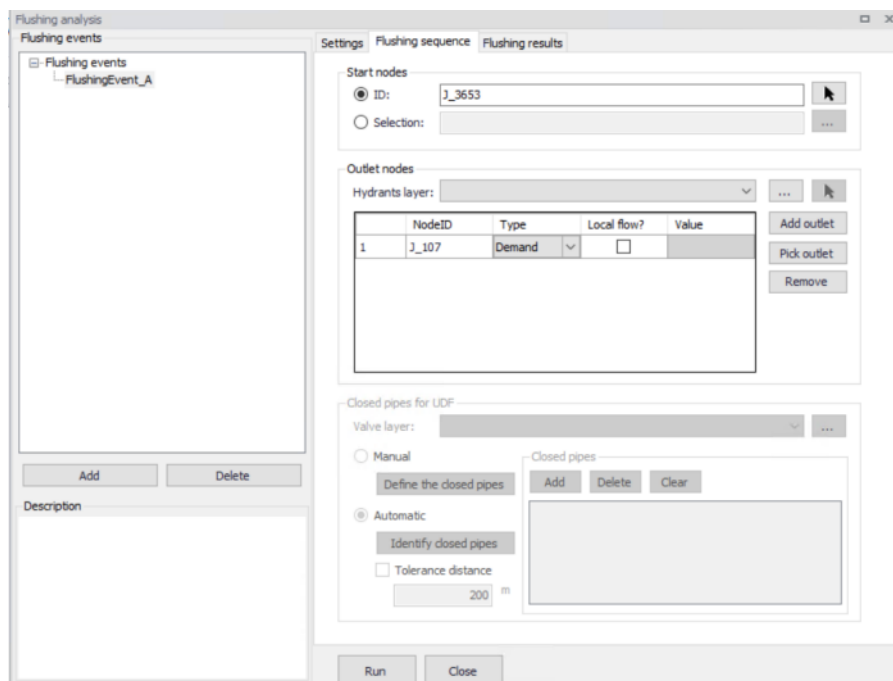 Flushing analysis
Flushing events
Flushing events
FlushingEvent_A
Add Delete
Description
Settings Flushing sequence Flushing results
Start nodes
ID: J_3653
Selection: ...
Outlet nodes
Hydrants layer: ...
NodeID Type Local flow? Value
1 J_107 Demand
Add outlet
Pick outlet
Remove
Closed pipes for UDF
Valve layer: ...
Manual
Define the closed pipes
Automatic
Identify closed pipes
Tolerance distance
200 m
Closed pipes
Add Delete Clear
Run Close